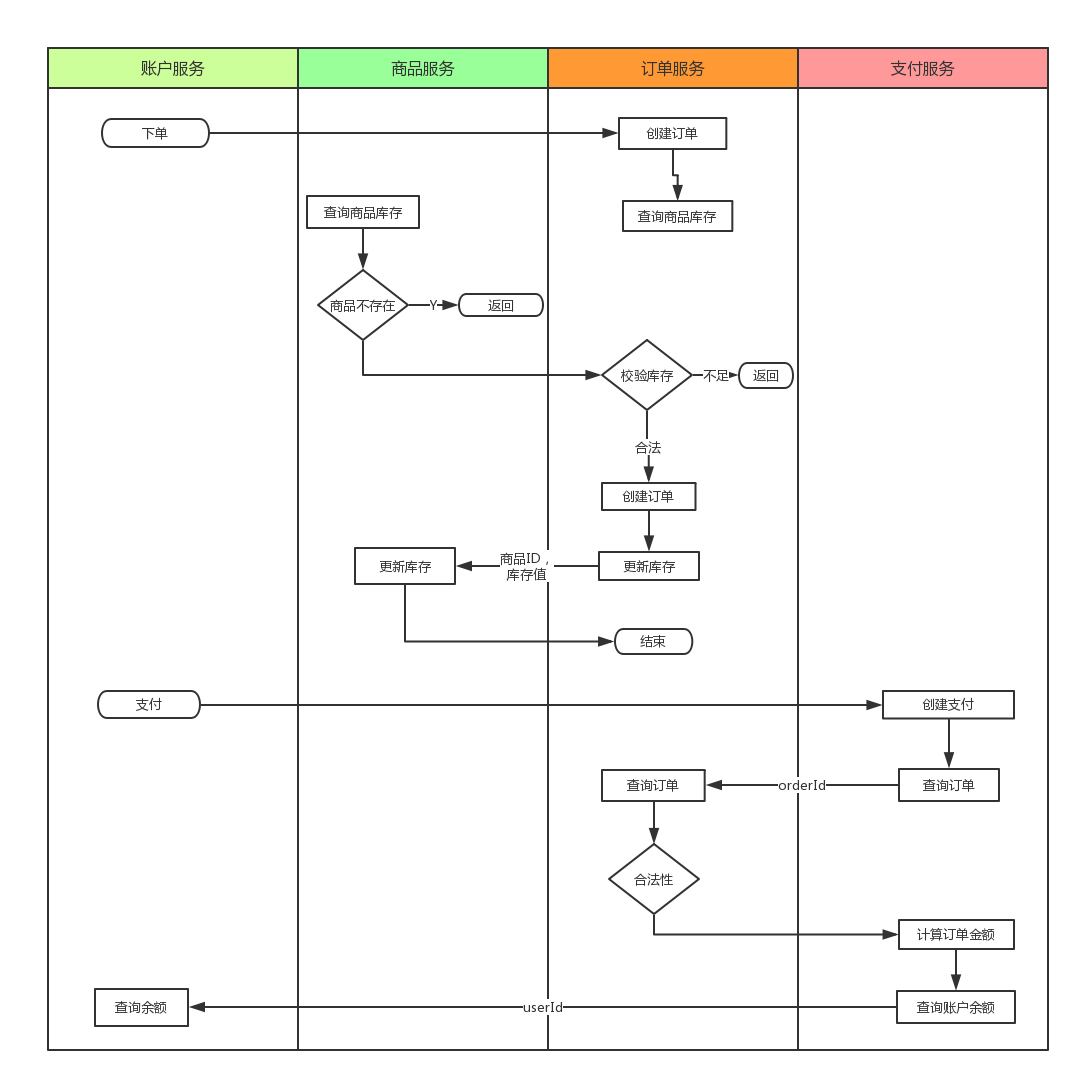 账户服务
商品服务
订单服务
支付服务
下单
创建订单
查询商品库存
查询商品库存
商品不存在
Y
返回
校验库存
不足
返回
合法
创建订单
更新库存
商品ID，
库存值
更新库存
结束
支付
创建支付
查询订单
orderId
查询订单
合法性
计算订单金额
查询余额
userId
查询账户余额